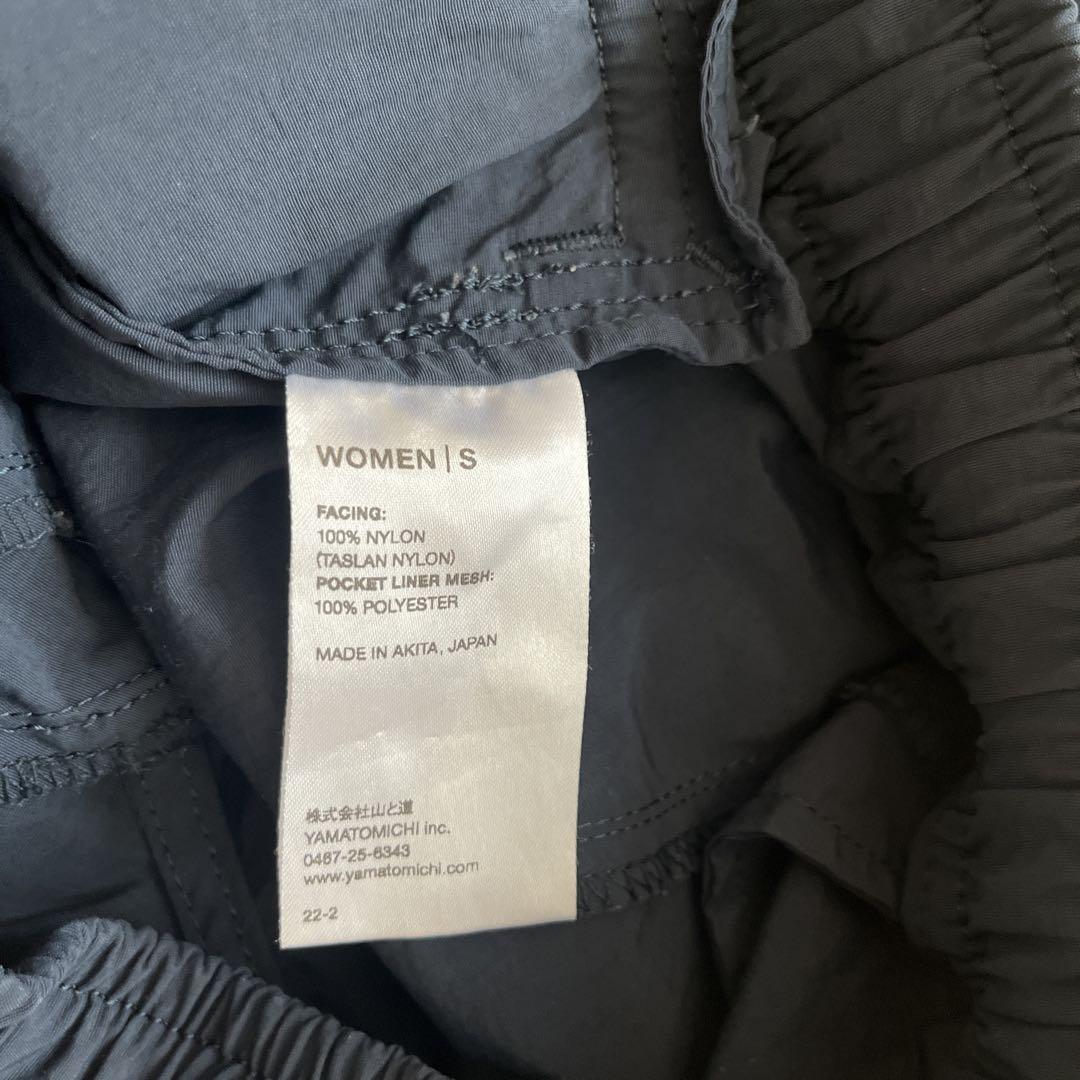 WOMEN | S
FACING:
100% NYLON
(TASLAN NYLON)
POCKET LINER MESH:
100% POLYESTER
MADE IN AKITA, JAPAN
株式会社山と道
YAMATOMICHI inc.
0467-25-6343
www.yamatomichi.com
22-2